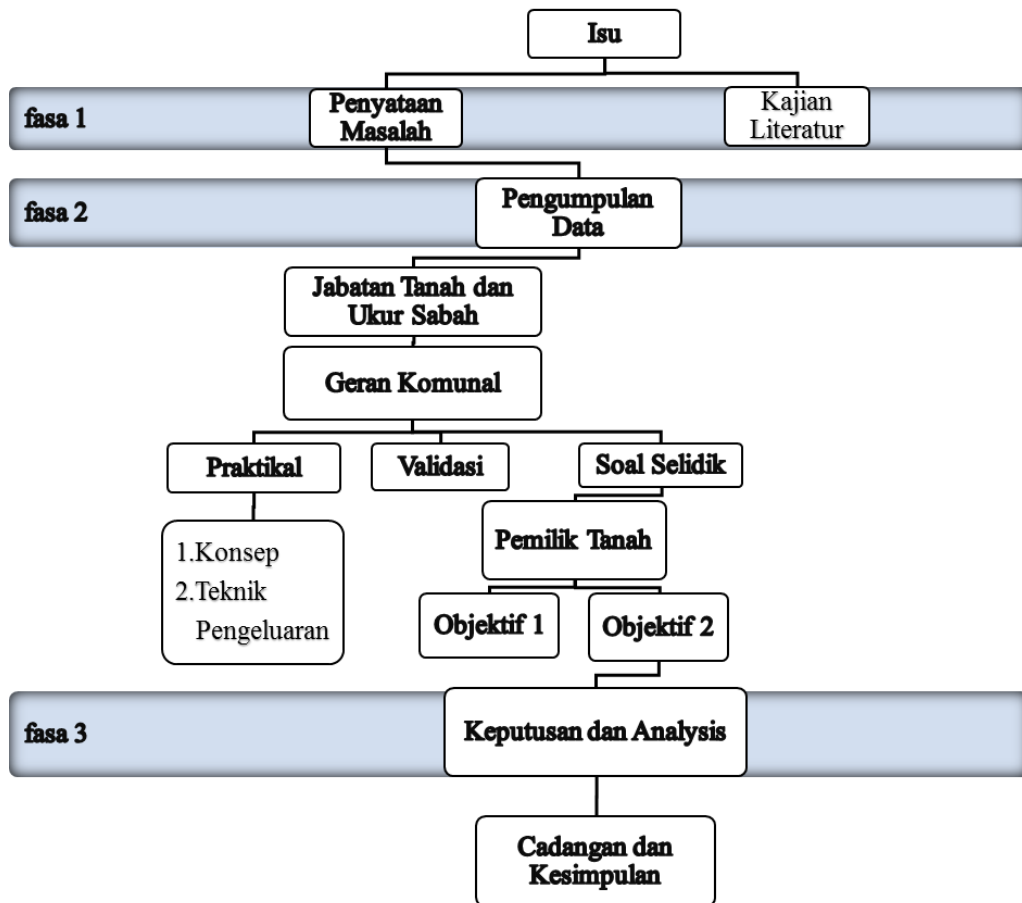 Isu
fasa 1
Penyataan
Masalah
Kajian
Literatur
fasa 2
Pengumpulan
Data
Jabatan Tanah dan
Ukur Sabah
Geran Komunal
Praktikal
Validasi
Soal Selidik
1.Konsep
2.Teknik
Pengeluaran
Pemilik Tanah
Objektif 1
Objektif 2
fasa 3
Keputusan dan Analysis
Cadangan dan
Kesimpulan